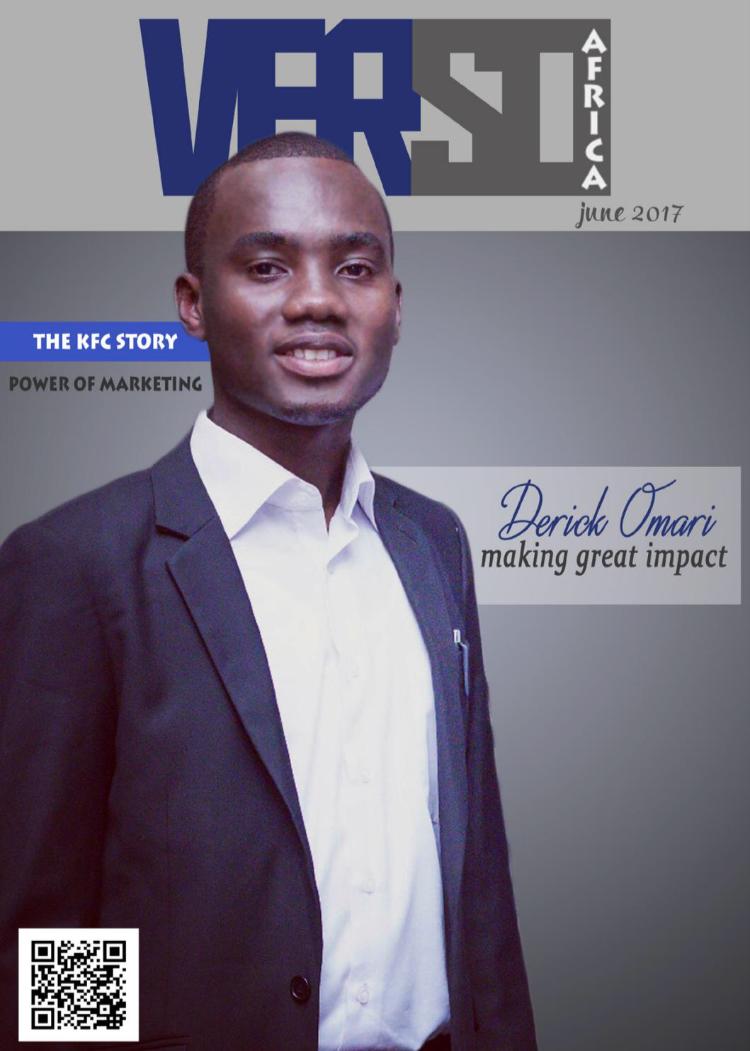 VERSI
AFRICA
june 2017
THE KFC STORY
POWER OF MARKETING
Derick Omari
making great impact